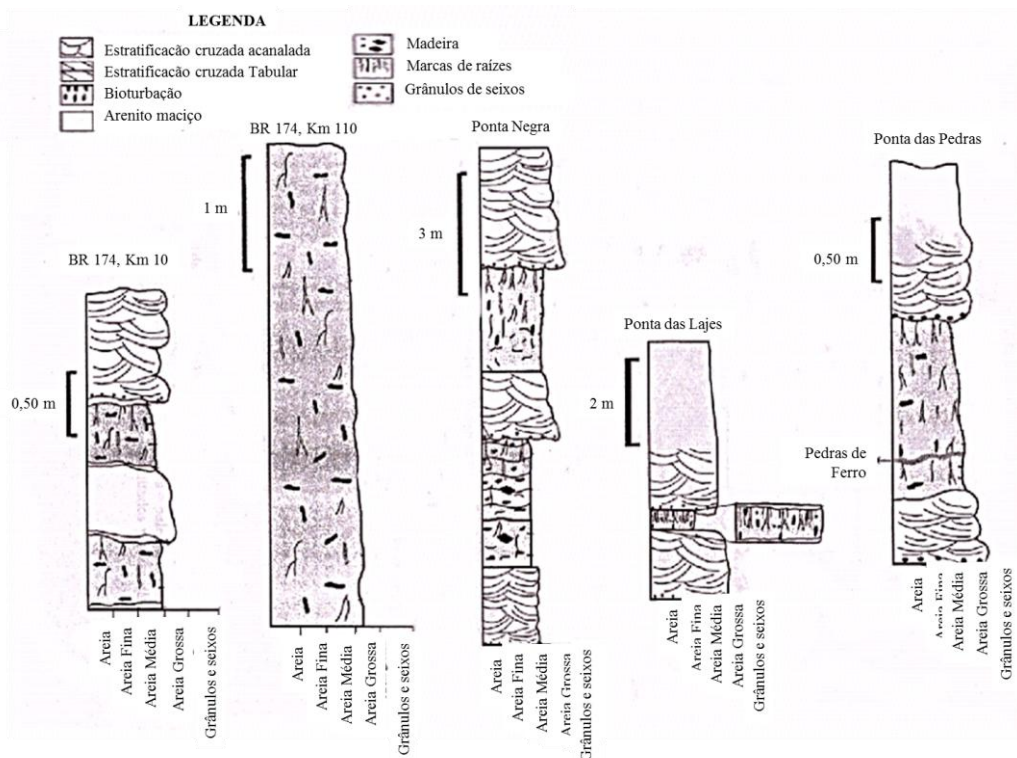 LEGENDA
Estratificação cruzada acanalada
Estratificação cruzada Tabular
Bioturbação
Arenito maciço
Madeira
Marcas de raízes
Grânulos de seixos
BR 174, Km 10
0,50 m
Areia
Areia Fina
Areia Média
Areia Grossa
Grânulos e seixos
BR 174, Km 110
1 m
Areia
Areia Fina
Areia Média
Areia Grossa
Grânulos e seixos
Ponta Negra
3 m
Areia
Areia Fina
Areia Média
Areia Grossa
Grânulos e seixos
Ponta das Lajes
2 m
Areia
Areia Fina
Areia Média
Areia Grossa
Grânulos e seixos
Ponta das Pedras
0,50 m
Pedras de
Ferro
Areia
Areia Fina
Areia Média
Areia Grossa
Grânulos e seixos